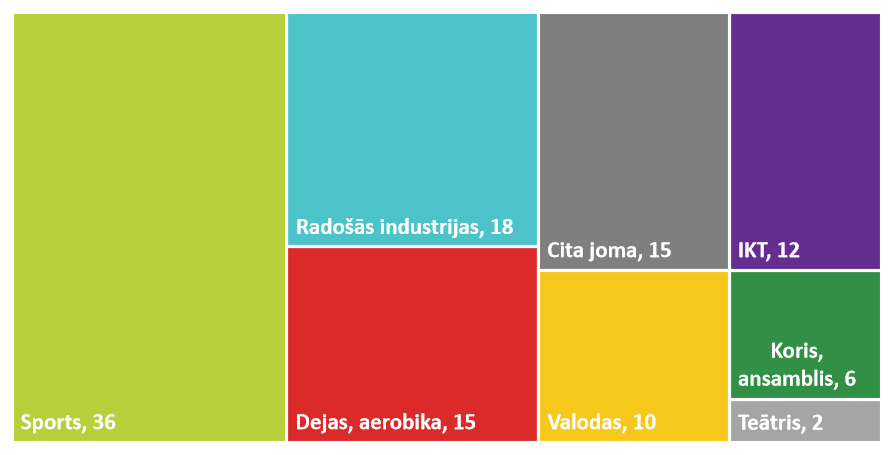 Sports, 36
Radošās industrijas, 18
Dejas, aerobika, 15
Cita joma, 15
Valodas, 10
IKT, 12
Koris,
ansamblis, 6
Teātris, 2